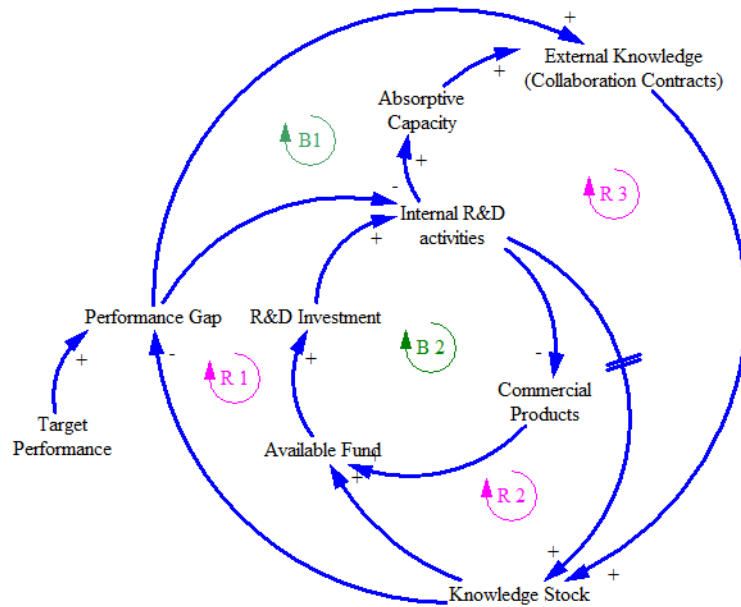 +
External Knowledge
(Collaboration Contracts)
+
Absorptive
Capacity
B1
+
R 3
-
Internal R&D
activities
+
Performance Gap
R&D Investment
+
-
R 1
+
B 2
-
Commercial
Products
Target
Performance
Available Fund
+
+
R 2
+
+
Knowledge Stock